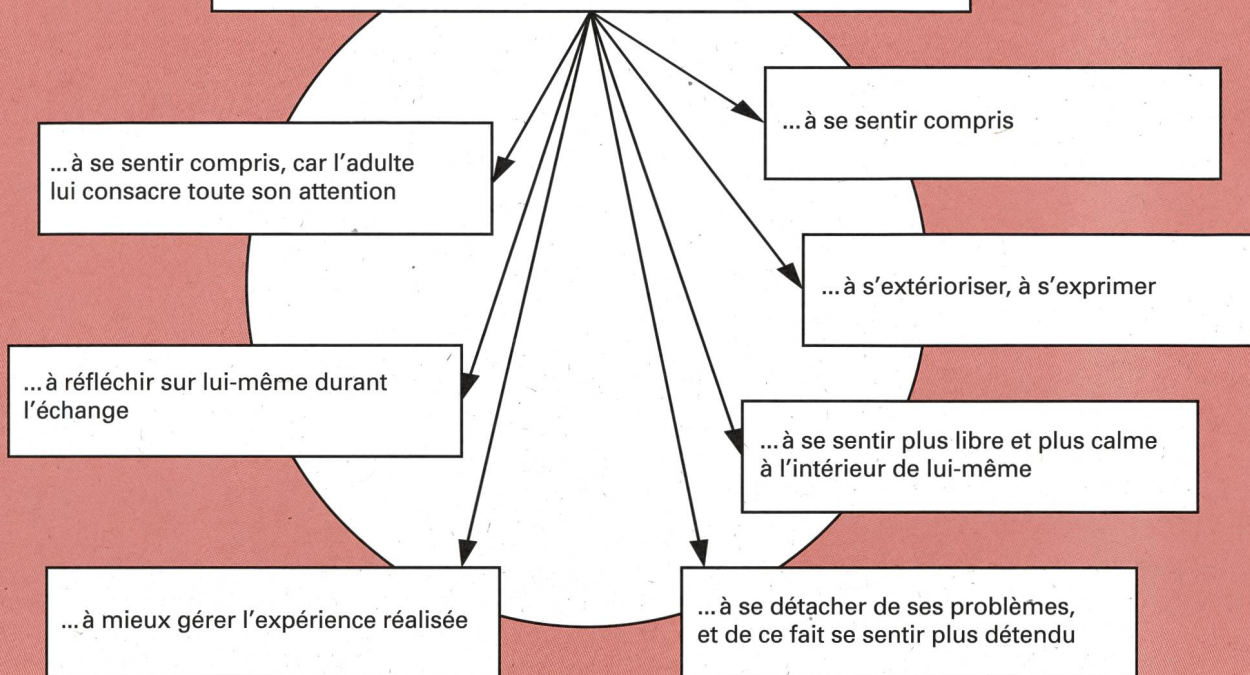 ...à se sentir compris
...à se sentir compris, car l'adulte
lui consacre toute son attention
...à s'extérioriser, à s'exprimer
...à réfléchir sur lui-même durant
l'échange
...à se sentir plus libre et plus calme
à l'intérieur de lui-même
...à mieux gérer l'expérience réalisée
...à se détacher de ses problèmes,
et de ce fait se sentir plus détendu